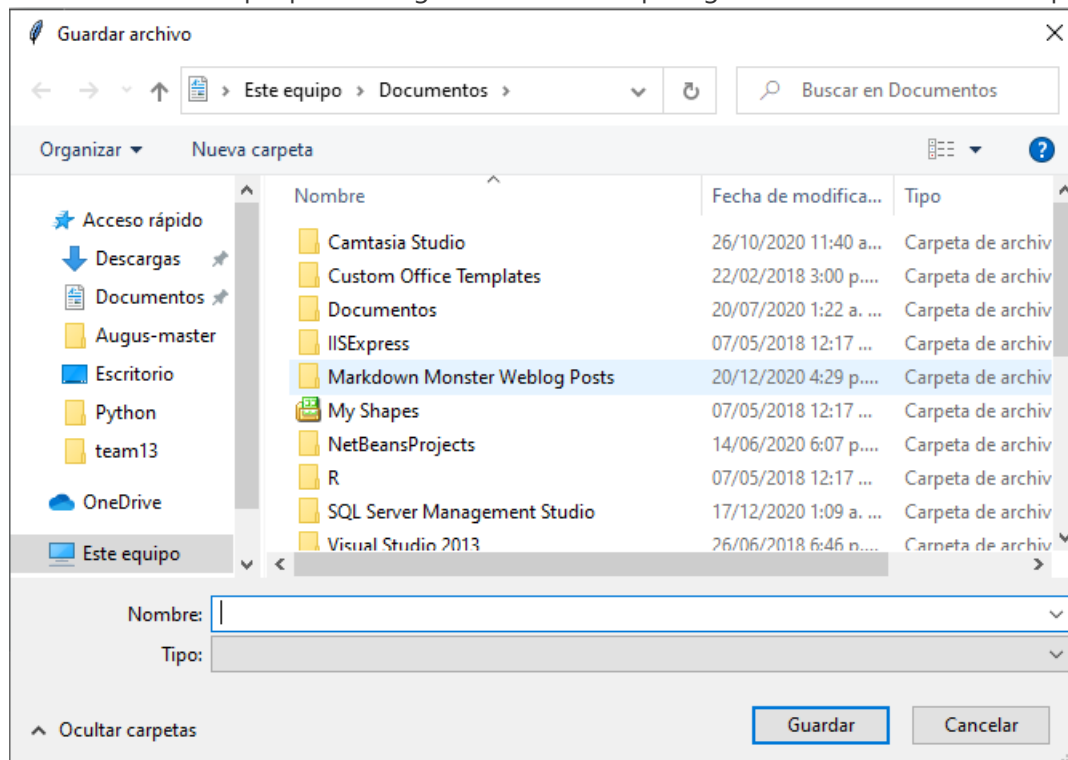 Guardar archivo
Este equipo > Documentos >
Buscar en Documentos
Organizar
Nueva carpeta
Acceso rápido
Descargas
Documentos
Augus-master
Escritorio
Python
team13
OneDrive
Este equipo
Nombre Fecha de modifica... Tipo
Camtasia Studio 26/10/2020 11:40 a... Carpeta de archiv
Custom Office Templates 22/02/2018 3:00 p.... Carpeta de archiv
Documentos 20/07/2020 1:22 a. ... Carpeta de archiv
IISExpress 07/05/2018 12:17 ... Carpeta de archiv
Markdown Monster Weblog Posts 20/12/2020 4:29 p.... Carpeta de archiv
My Shapes 07/05/2018 12:17 ... Carpeta de archiv
NetBeansProjects 14/06/2020 6:07 p.... Carpeta de archiv
R 07/05/2018 12:17 ... Carpeta de archiv
SQL Server Management Studio 17/12/2020 1:09 a. ... Carpeta de archiv
Visual Studio 2013 26/06/2018 6:46 p.... Carpeta de archiv
Nombre:
Tipo:
Ocultar carpetas
Guardar
Cancelar